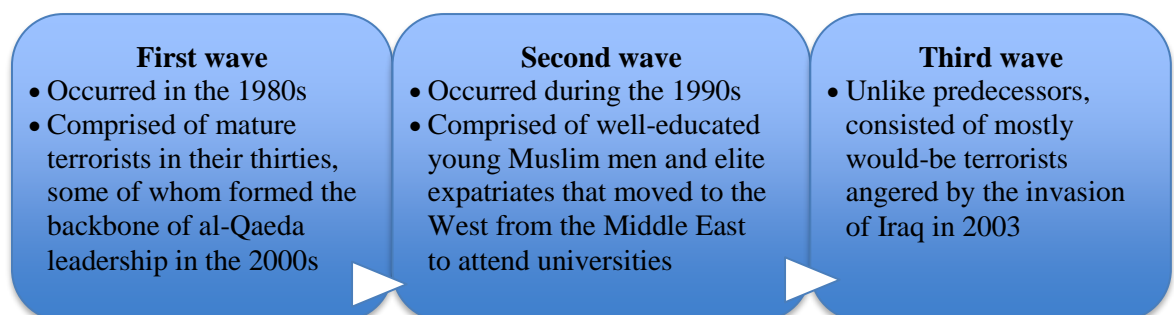 First wave
• Occurred in the 1980s
• Comprised of mature
terrorists in their thirties,
some of whom formed the
backbone of al-Qaeda
leadership in the 2000s
Second wave
• Occurred during the 1990s
• Comprised of well-educated
young Muslim men and elite
expatriates that moved to the
West from the Middle East
to attend universities
Third wave
• Unlike predecessors,
consisted of mostly
would-be terrorists
angered by the invasion
of Iraq in 2003